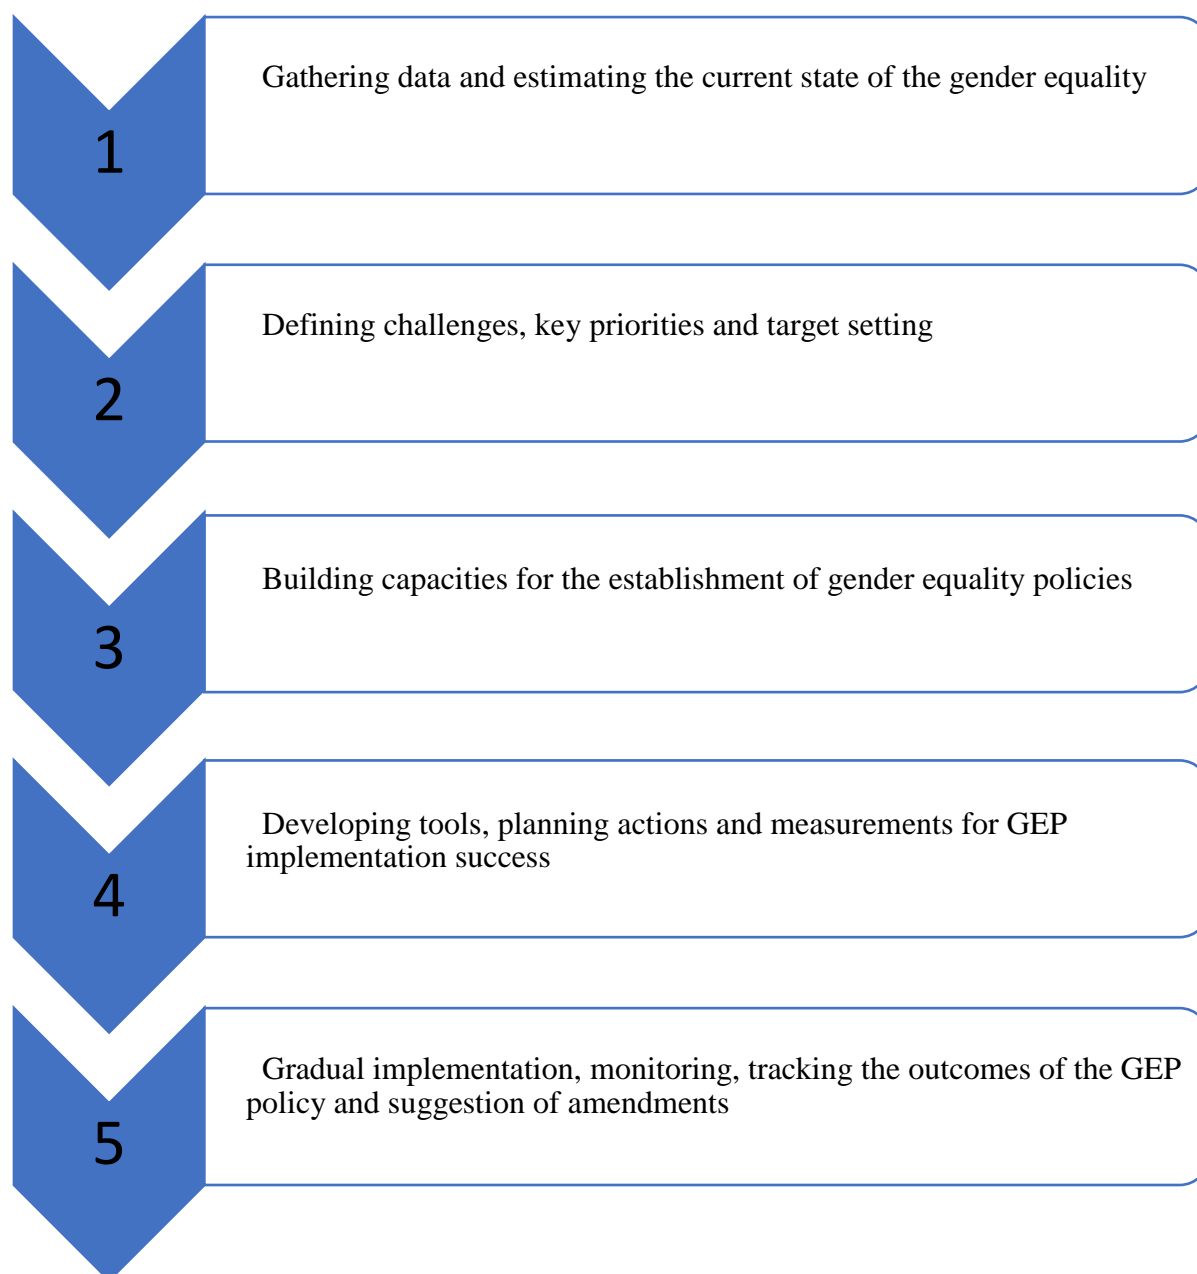 1
Gathering data and estimating the current state of the gender equality
2
Defining challenges, key priorities and target setting
3
Building capacities for the establishment of gender equality policies
4
Developing tools, planning actions and measurements for GEP
implementation success
5
Gradual implementation, monitoring, tracking the outcomes of the GEP
policy and suggestion of amendments